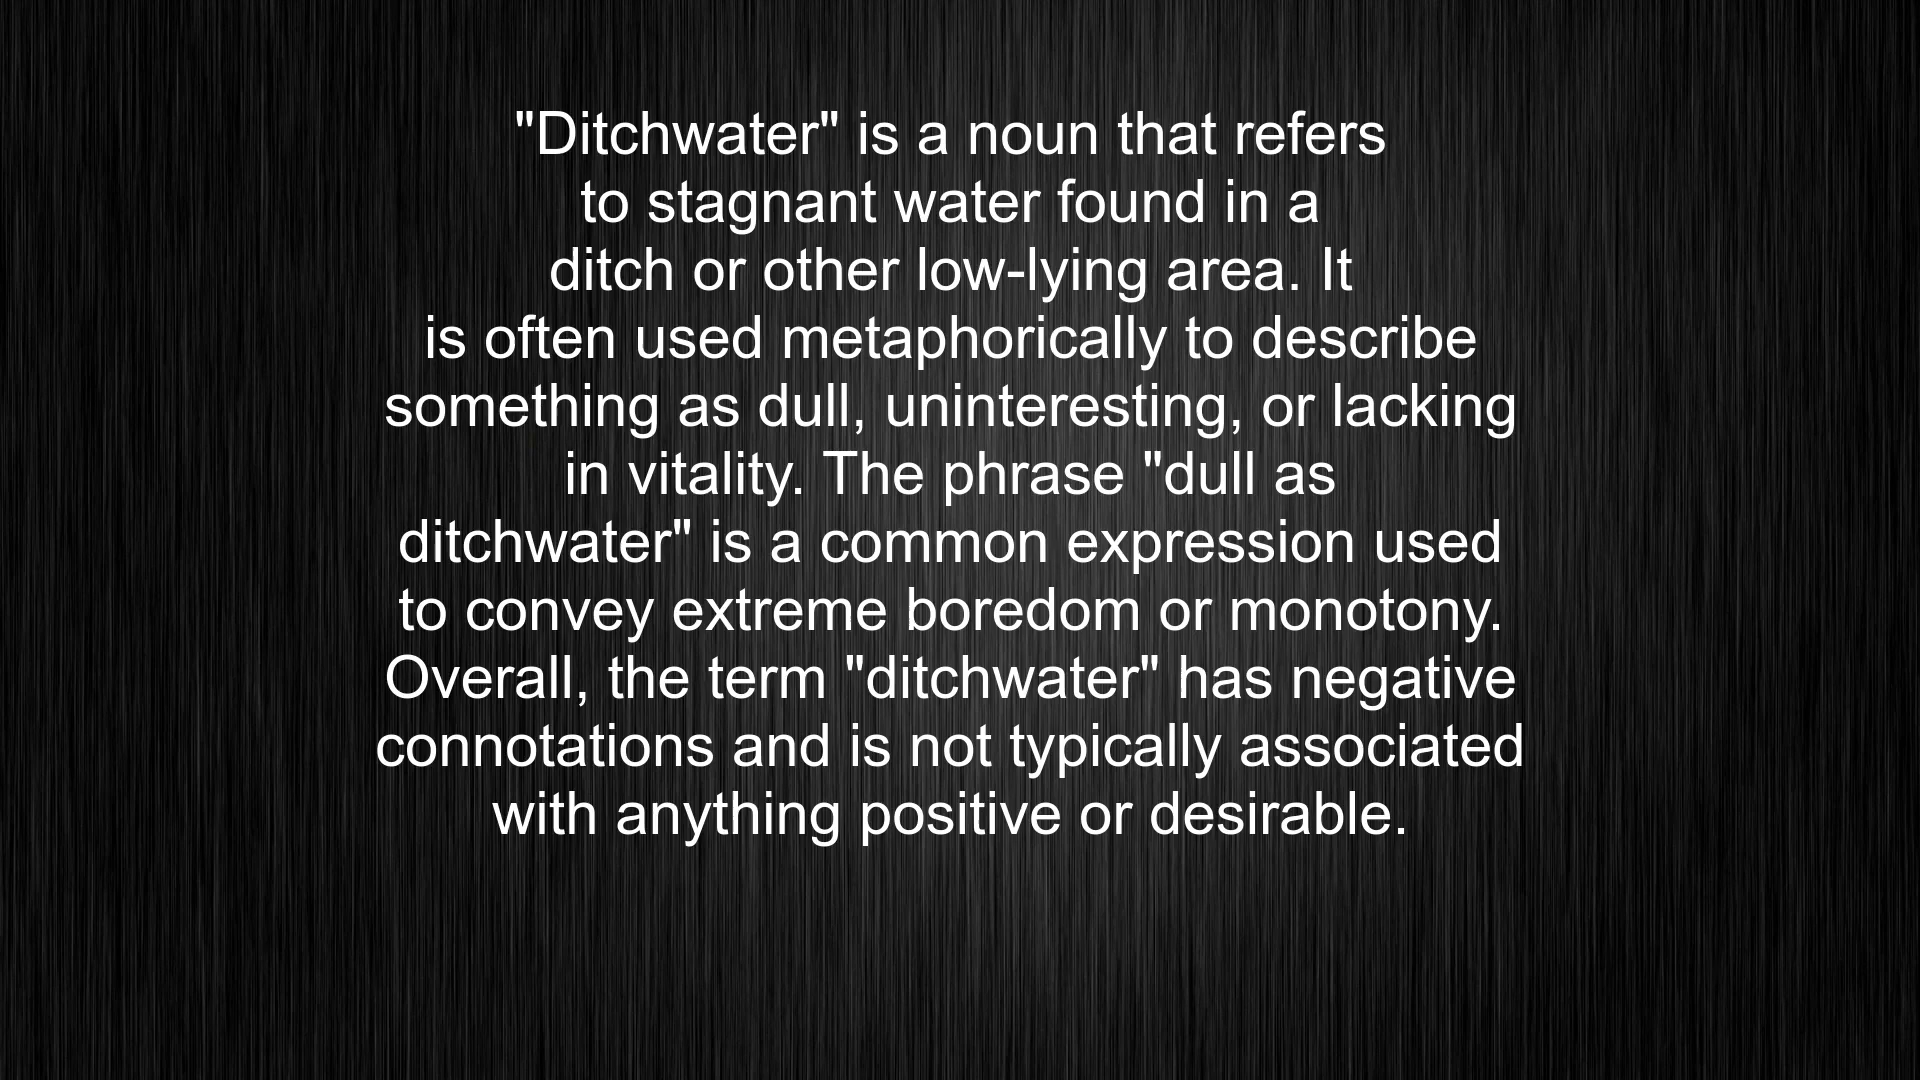 "Ditchwater" is a noun that refers
to stagnant water found in a
ditch or other low-lying area. It
is often used metaphorically to describe
something as dull, uninteresting, or lacking
in vitality. The phrase "dull as
ditchwater" is a common expression used
to convey extreme boredom or monotony.
Overall, the term "ditchwater" has negative
connotations and is not typically associated
with anything positive or desirable.